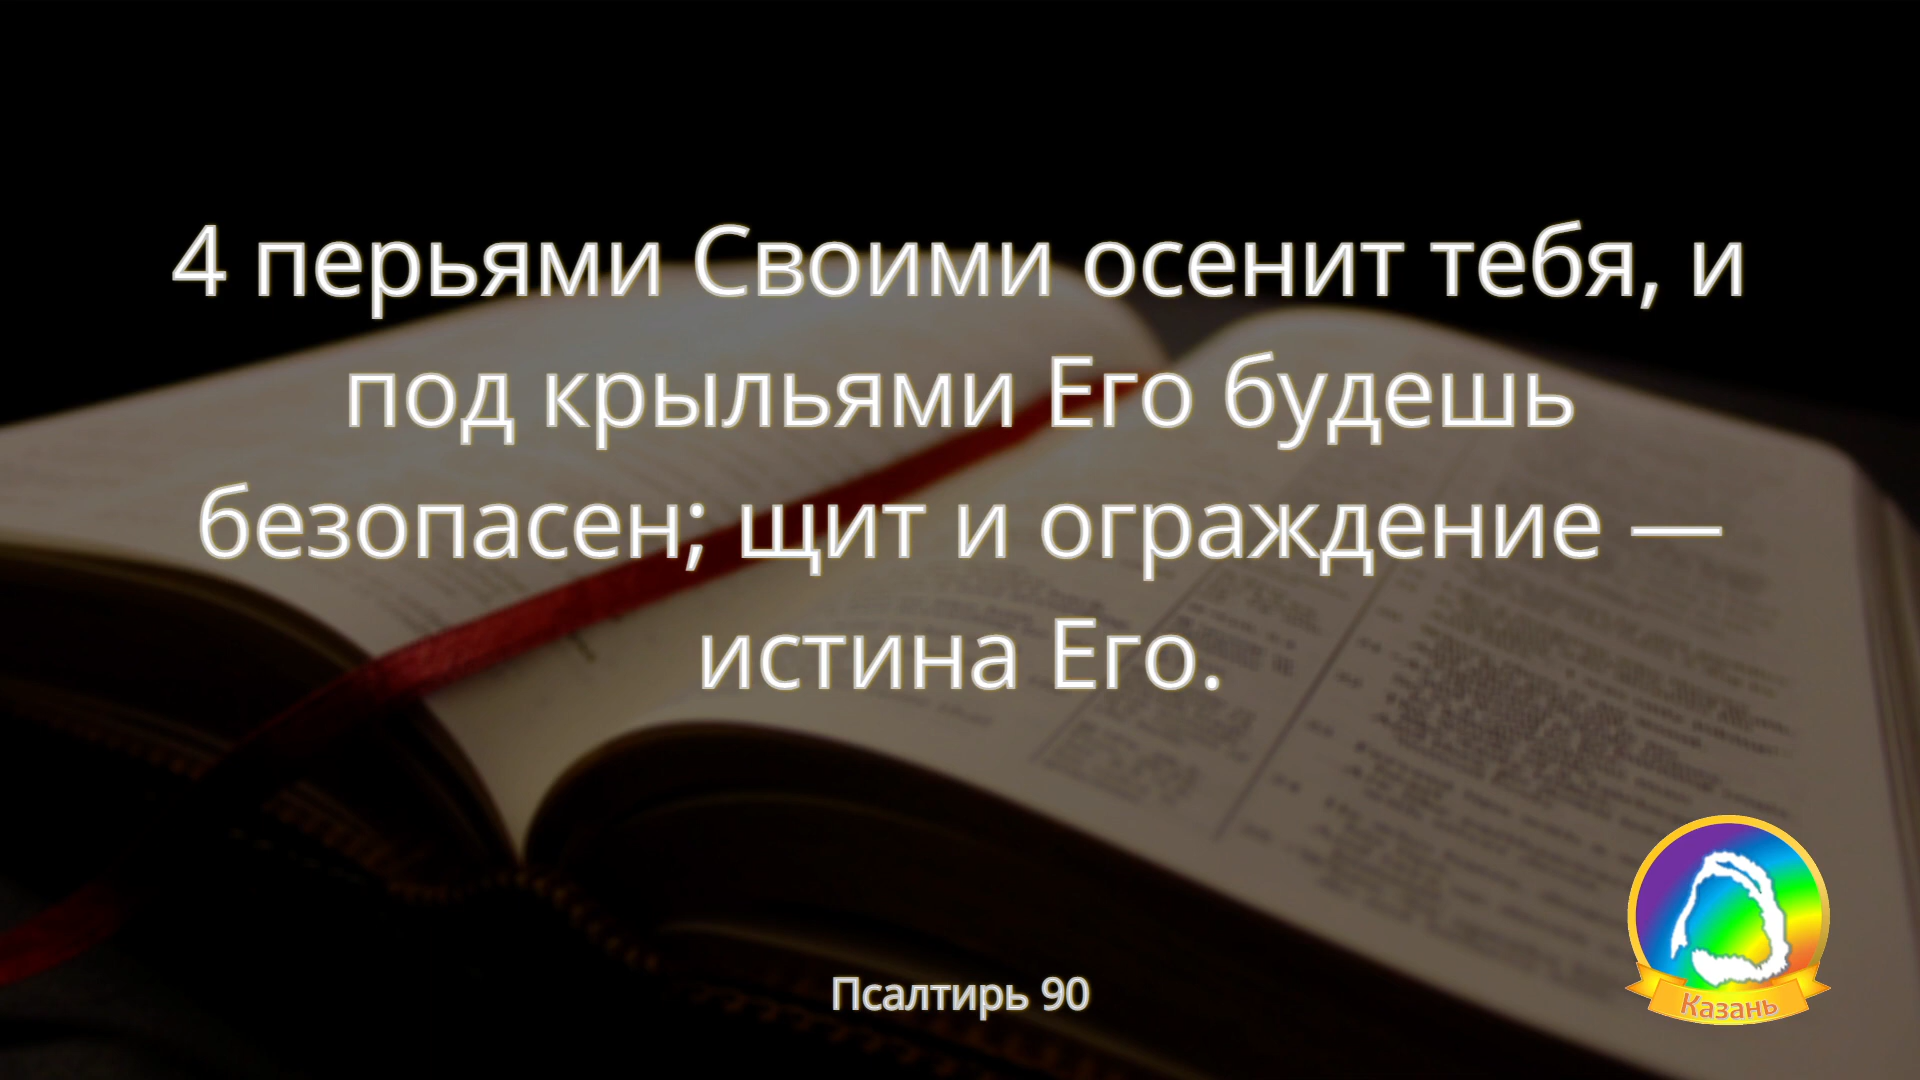 4 перьями Своими осенит тебя, и
под крыльями Его будешь
безопасен; щит и ограждение —
истина Его.
Псалтирь 90
Казань